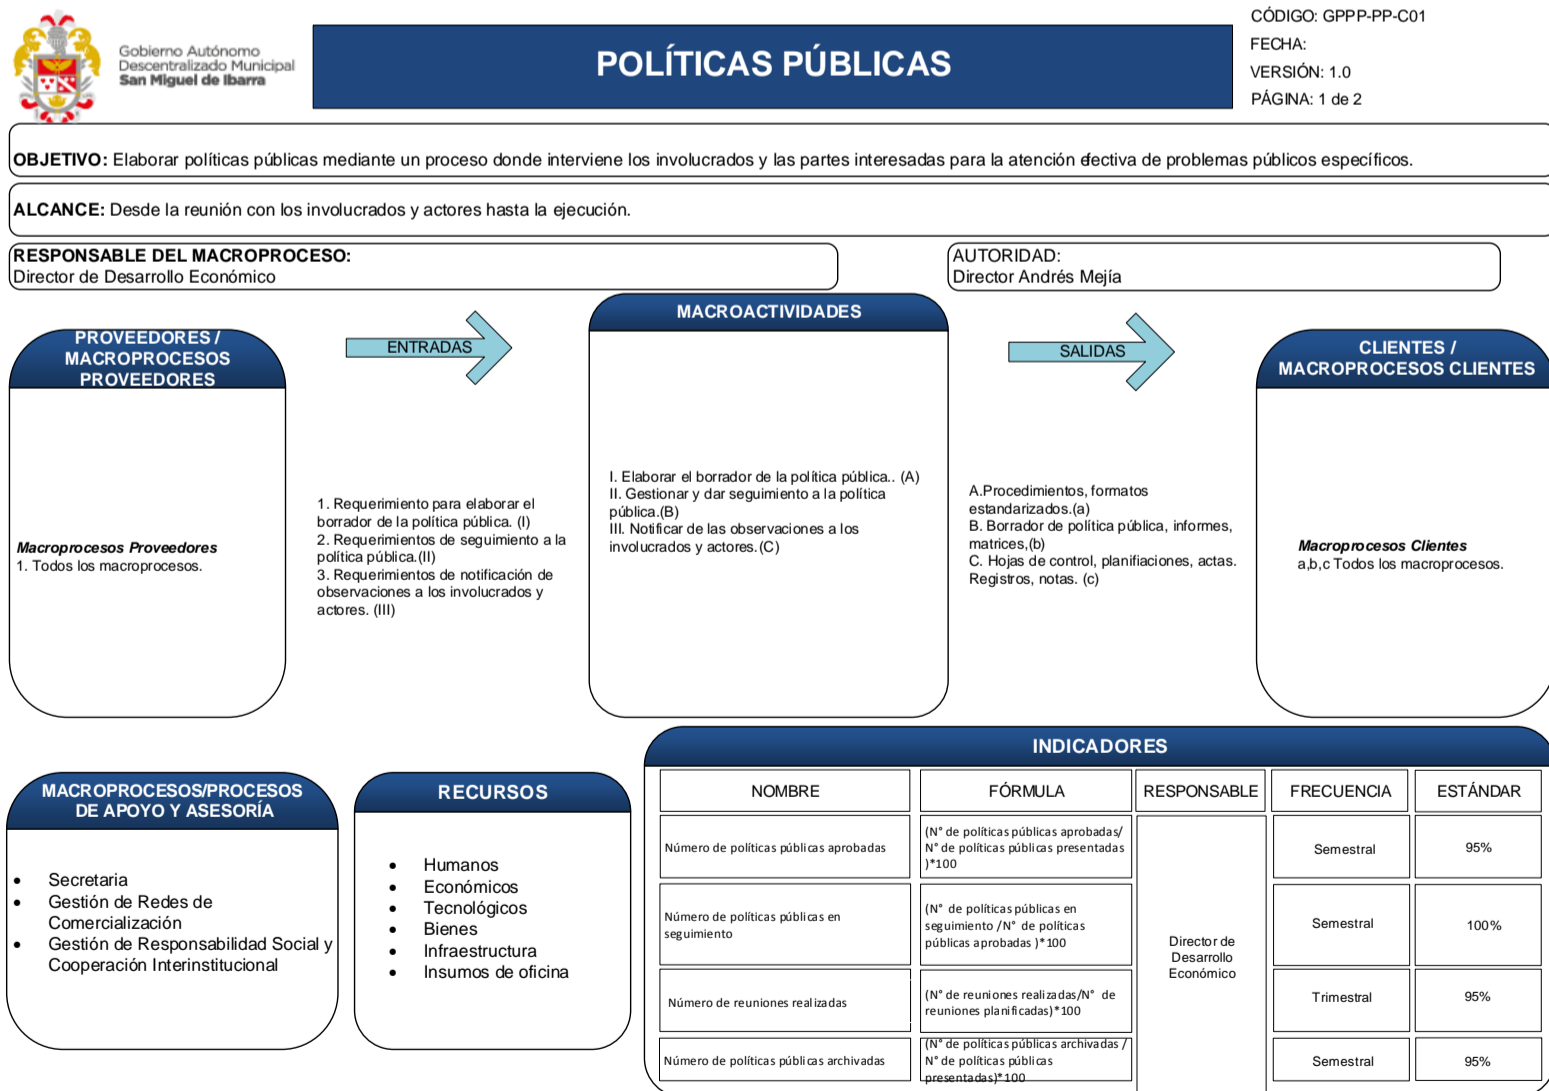 Gobierno Autónomo
Descentralizado Municipal
San Miguel de Ibarra
POLÍTICAS PÚBLICAS
CÓDIGO: GPPP-PP-C01
FECHA:
VERSIÓN: 1.0
PÁGINA: 1 de 2
OBJETIVO: Elaborar políticas públicas mediante un proceso donde interviene los involucrados y las partes interesadas para la atención efectiva de problemas públicos específicos.
ALCANCE: Desde la reunión con los involucrados y actores hasta la ejecución.
RESPONSABLE DEL MACROPROCESO:
Director de Desarrollo Económico
AUTORIDAD:
Director Andrés Mejía
PROVEEDORES /
MACROPROCESOS
PROVEEDORES
Macroprocesos Proveedores
1. Todos los macroprocesos.
ENTRADAS
1. Requerimiento para elaborar el
borrador de la política pública. (I)
2. Requerimientos de seguimiento a la
política pública.(II)
3. Requerimientos de notificación de
observaciones a los involucrados y
actores. (III)
MACROACTIVIDADES
I. Elaborar el borrador de la política pública.. (A)
II. Gestionar y dar seguimiento a la política
pública.(B)
III. Notificar de las observaciones a los
involucrados y actores.(C)
SALIDAS
A.Procedimientos, formatos
estandarizados.(a)
B. Borrador de política pública, informes,
matrices,(b)
C. Hojas de control, planifiaciones, actas.
Registros, notas. (c)
CLIENTES /
MACROPROCESOS CLIENTES
Macroprocesos Clientes
a,b,c Todos los macroprocesos.
MACROPROCESOS/PROCESOS
DE APOYO Y ASESORÍA
• Secretaria
• Gestión de Redes de
Comercialización
• Gestión de Responsabilidad Social y
Cooperación Interinstitucional
RECURSOS
• Humanos
• Económicos
• Tecnológicos
• Bienes
• Infraestructura
• Insumos de oficina
INDICADORES
NOMBRE
FÓRMULA
RESPONSABLE
FRECUENCIA
ESTÁNDAR
Número de políticas públicas aprobadas
(N° de políticas públicas aprobadas/
N° de políticas públicas presentadas
)*100
Semestral
95%
Número de políticas públicas en
seguimiento
(N° de políticas públicas en
seguimiento /N° de políticas
públicas aprobadas )*100
Semestral
100%
Director de
Desarrollo
Económico
Número de reuniones realizadas
(N° de reuniones realizadas/N° de
reuniones planificadas)*100
Trimestral
95%
Número de políticas públicas archivadas
(N° de políticas públicas archivadas /
N° de políticas públicas
presentadas)*100
Semestral
95%